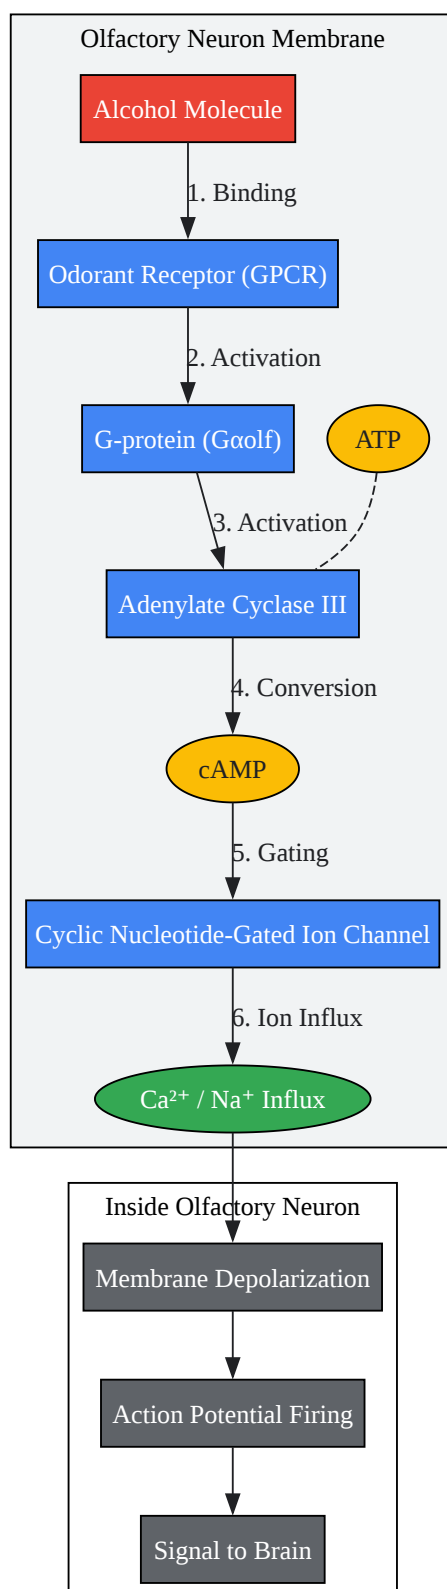 Olfactory Neuron Membrane
Alcohol Molecule
1. Binding
Odorant Receptor (GPCR)
2. Activation
G-protein (Gαolf)
ATP
3. Activation
Adenylate Cyclase III
4. Conversion
cAMP
5. Gating
Cyclic Nucleotide-Gated Ion Channel
6. Ion Influx
Ca²⁺ / Na⁺ Influx
Inside Olfactory Neuron
Membrane Depolarization
Action Potential Firing
Signal to Brain